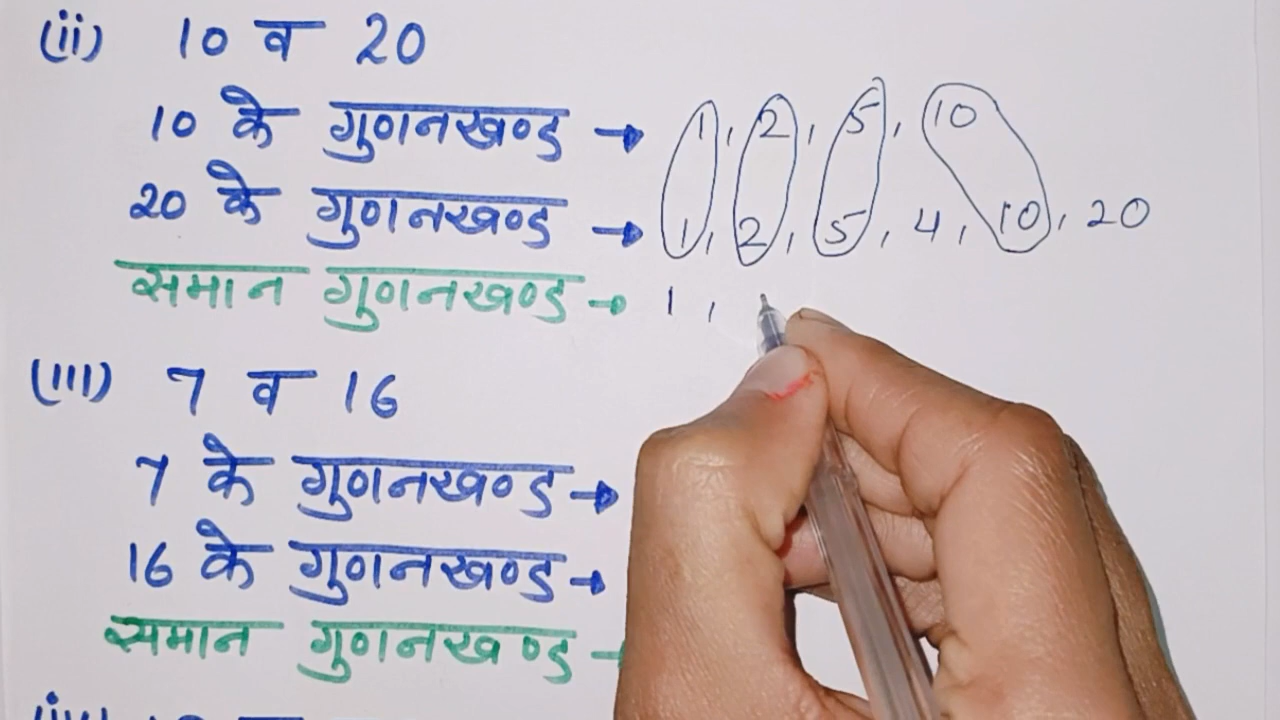 (ii) 10 व 20
10 के गुणनखण्ड → 1, 2, 5, 10
20 के गुणनखण्ड → 1, 2, 5, 4, 10, 20
समान गुणनखण्ड → 1,
(iii) 7 व 16
7 के गुणनखण्ड →
16 के गुणनखण्ड →
समान गुणनखण्ड →